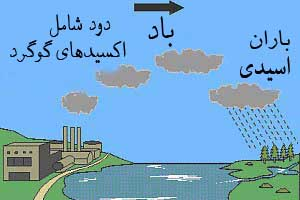 باران
اسیدی
باد
دود شامل
اکسیدهای گوگرد